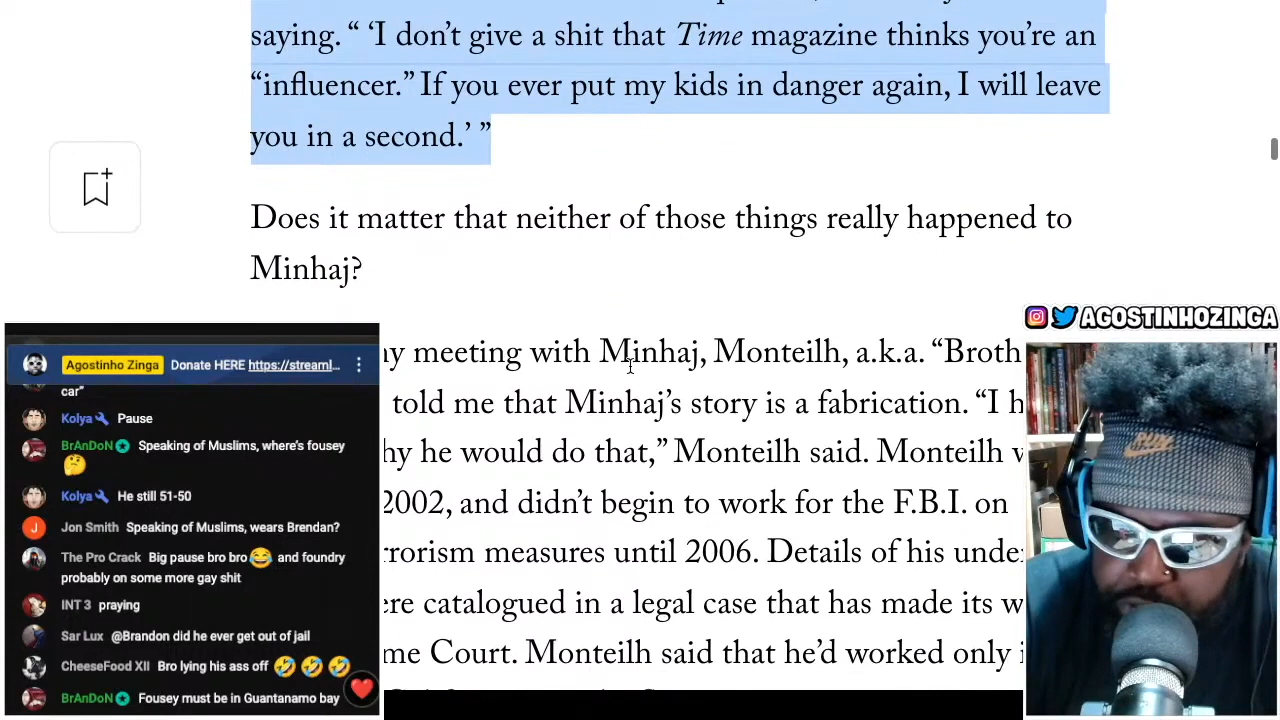 saying. “ ‘I don’t give a shit that Time magazine thinks you’re an
“influencer.” If you ever put my kids in danger again, I will leave
you in a second.’ ”
Does it matter that neither of those things really happened to
Minhaj?
my meeting with Minhaj, Monteilh, a.k.a. “Broth
told me that Minhaj’s story is a fabrication. “I h
hy he would do that,” Monteilh said. Monteilh w
2002, and didn’t begin to work for the F.B.I. on
rrorism measures until 2006. Details of his unde
ere catalogued in a legal case that has made its w
me Court. Monteilh said that he’d worked only i
AGOSTINHOZINGA
Agostinho Zinga Donate HERE https://streaml...
car”
Kolya Pause
BrAnDoN Speaking of Muslims, where’s fousey
🤔
Kolya He still 51-50
J Jon Smith Speaking of Muslims, wears Brendan?
The Pro Crack Big pause bro bro😂 and foundry
probably on some more gay shit
INT 3 praying
Sar Lux @Brandon did he ever get out of jail
CheeseFood XII Bro lying his ass off 🤣 🤣 🤣
BrAnDoN Fousey must be in Guantanamo bay